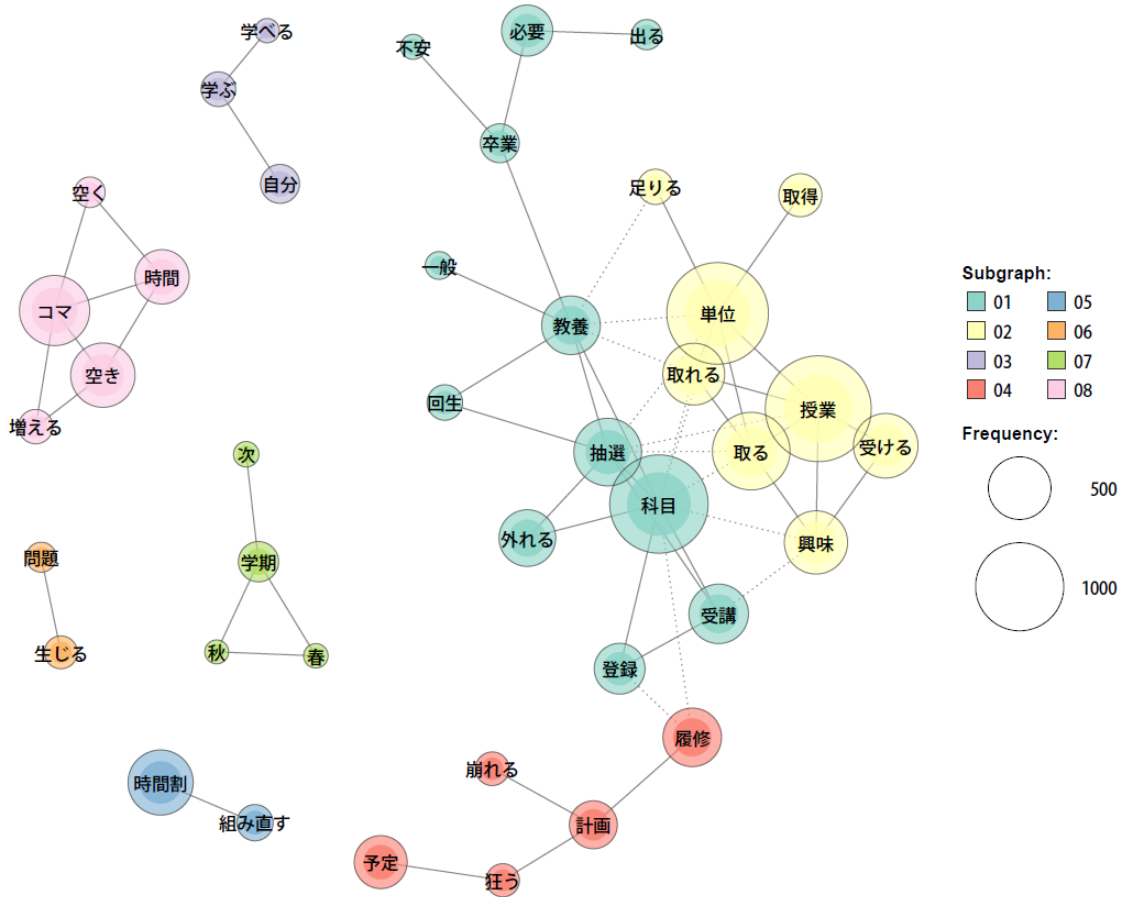 学べる
必要
出る
不安
学ぶ
卒業
自分
足りる
取得
空く
一般
時間
コマ
教養
単位
空き
取れる
回生
授業
増える
抽選
取る
受ける
次
科目
外れる
興味
問題
学期
受講
生じる
秋
春
登録
履修
崩れる
時間割
組み直す
計画
予定
狂う
Subgraph:
01 05
02 06
03 07
04 08
Frequency:
500
1000